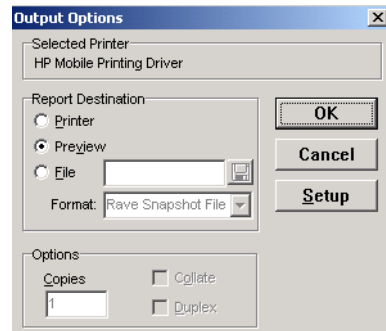 Output Options
Selected Printer
HP Mobile Printing Driver
Report Destination
Printer
Preview
File
Format: Rave Snapshot File
OK
Cancel
Setup
Options
Copies
1
Collate
Duplex